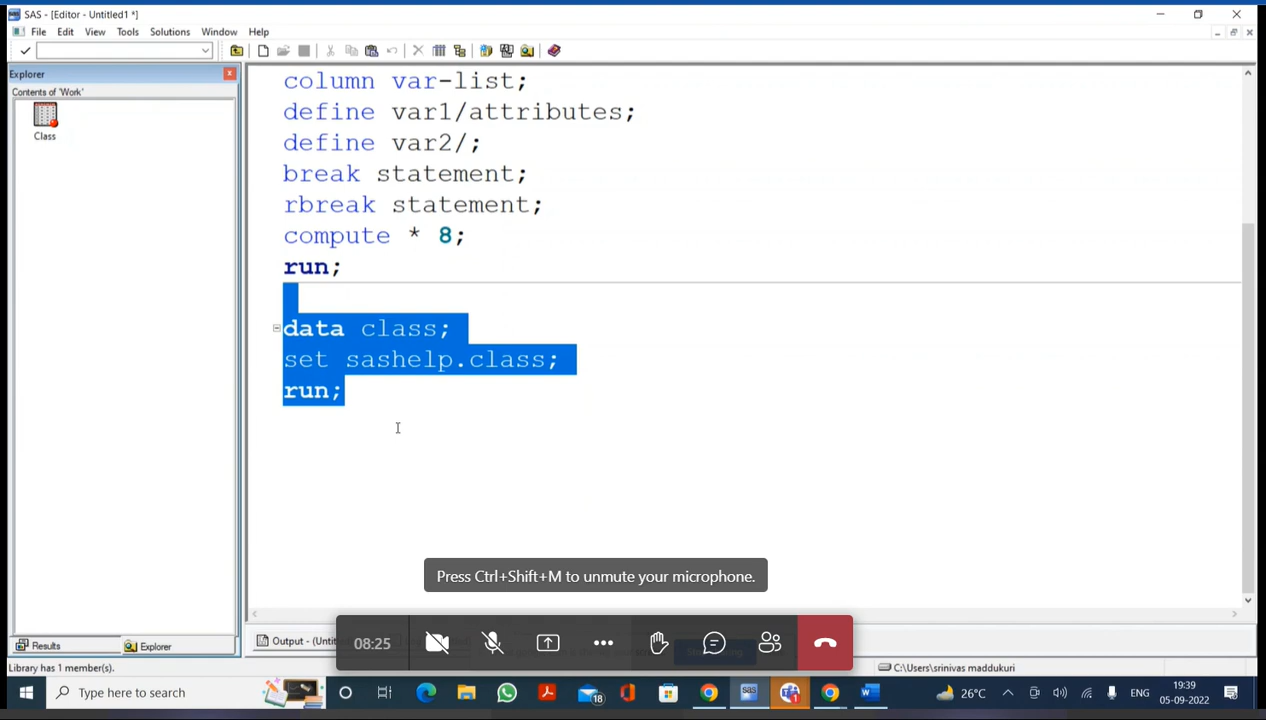 SAS - [Editor - Untitled1 *]
File Edit View Tools Solutions Window Help
Explorer
Contents of 'Work'
Class
column var-list;
define var1/attributes;
define var2/;
break statement;
rbreak statement;
compute * 8;
run;
data class;
set sashelp.class;
run;
Press Ctrl+Shift+M to unmute your microphone.
08:25
Results
Explorer
Output - (Untit
Library has 1 member(s).
C:\Users\srinivas maddukuri
Type here to search
18
sas
1
26°C
ENG
19:39
05-09-2022